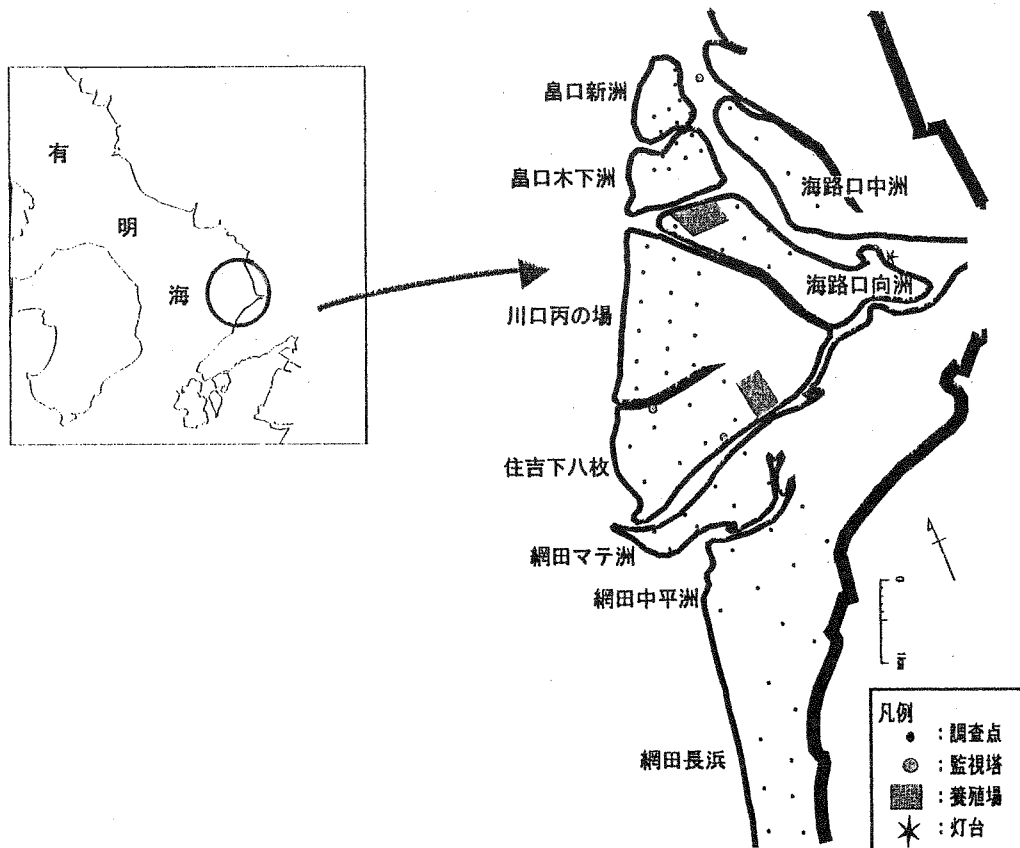 有
明
海
畠口新洲
畠口木下洲
海路口中洲
海路口向洲
川口丙の場
住吉下八枚
網田マテ洲
網田中平洲
網田長浜
0
凡例
：調査点
：監視塔
：養殖場
：灯台